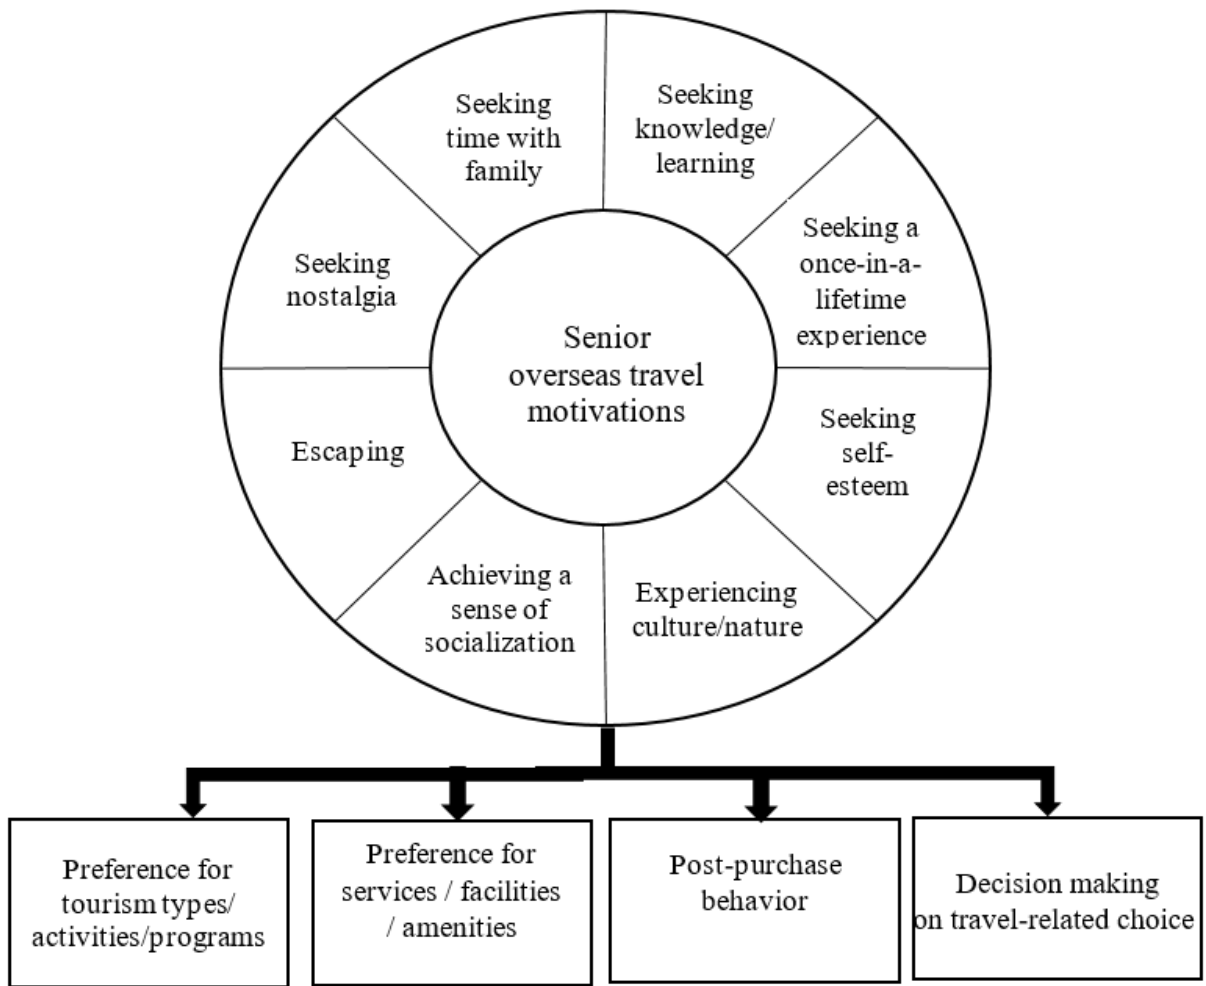 Seeking
time with
family
Seeking
knowledge/
learning
Seeking
nostalgia
Seeking a
once-in-a-
lifetime
experience
Senior
overseas travel
motivations
Escaping
Seeking
self-
esteem
Achieving a
sense of
socialization
Experiencing
culture/nature
Preference for
tourism types/
activities/programs
Preference for
services / facilities
/ amenities
Post-purchase
behavior
Decision making
on travel-related choice